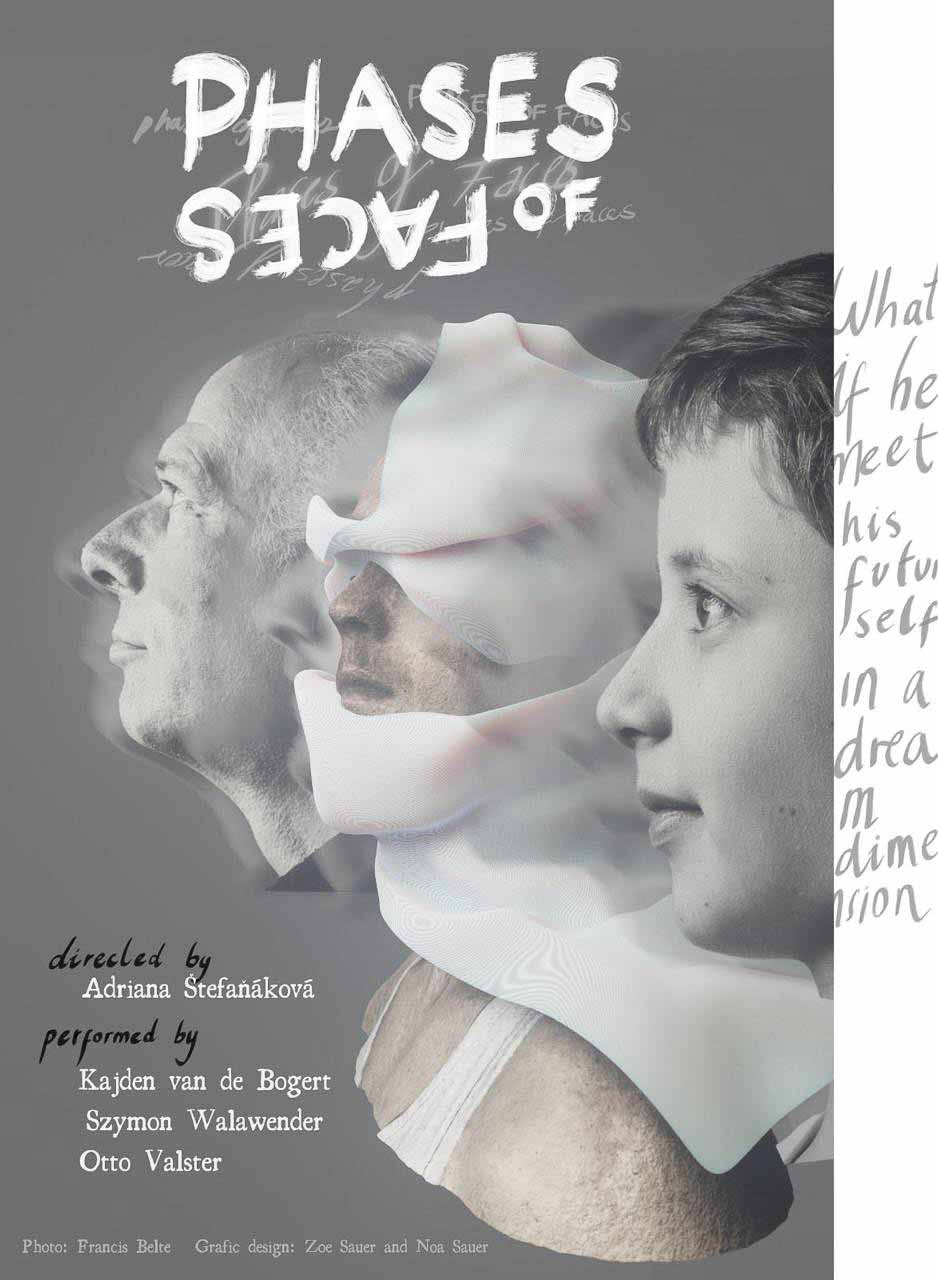 PHASES
OF
FACES
directed by
Adriana Štefaňáková
performed by
Kajden van de Bogert
Szymon Walawender
Otto Valster
Photo: Francis Belte Grafic design: Zoe Sauer and Noa Sauer
What
if he
meet
his
futur
self
in a
drea
m
dime
nsion